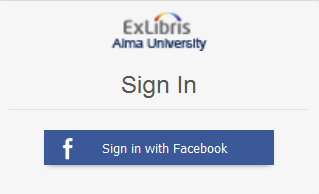 ExLibris
Alma University
Sign In
f Sign in with Facebook